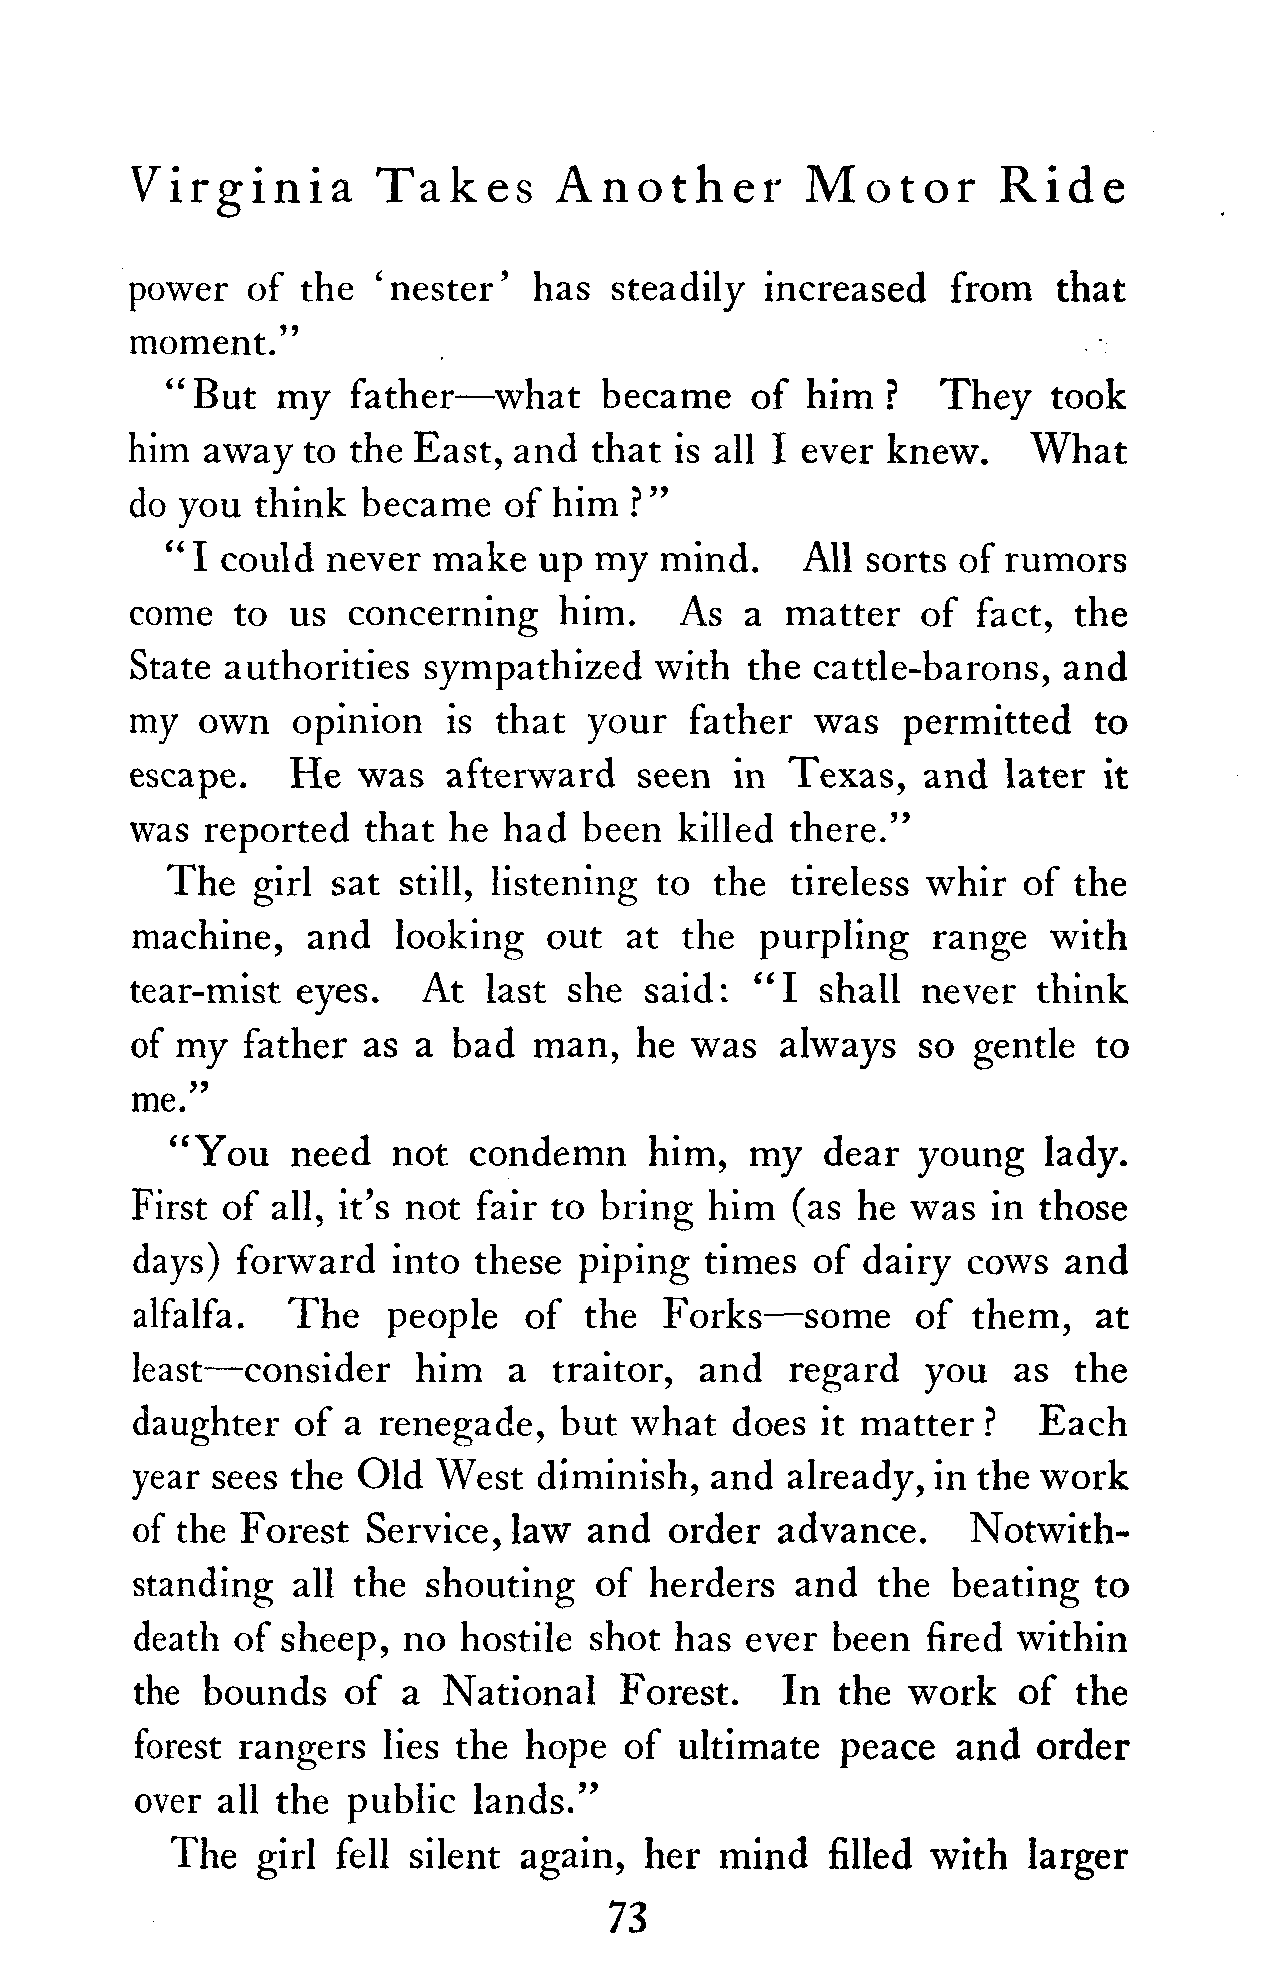 Virginia Takes Another Motor Ride
power of the ‘nester’ has steadily increased from that
moment.”
“But my father—what became of him? They took
him away to the East, and that is all I ever knew. What
do you think became of him?”
“I could never make up my mind. All sorts of rumors
come to us concerning him. As a matter of fact, the
State authorities sympathized with the cattle-barons, and
my own opinion is that your father was permitted to
escape. He was afterward seen in Texas, and later it
was reported that he had been killed there.”
The girl sat still, listening to the tireless whir of the
machine, and looking out at the purpling range with
tear-mist eyes. At last she said: “I shall never think
of my father as a bad man, he was always so gentle to
me.”
“You need not condemn him, my dear young lady.
First of all, it’s not fair to bring him (as he was in those
days) forward into these piping times of dairy cows and
alfalfa. The people of the Forks—some of them, at
least—consider him a traitor, and regard you as the
daughter of a renegade, but what does it matter? Each
year sees the Old West diminish, and already, in the work
of the Forest Service, law and order advance. Notwith-
standing all the shouting of herders and the beating to
death of sheep, no hostile shot has ever been fired within
the bounds of a National Forest. In the work of the
forest rangers lies the hope of ultimate peace and order
over all the public lands.”
The girl fell silent again, her mind filled with larger
73